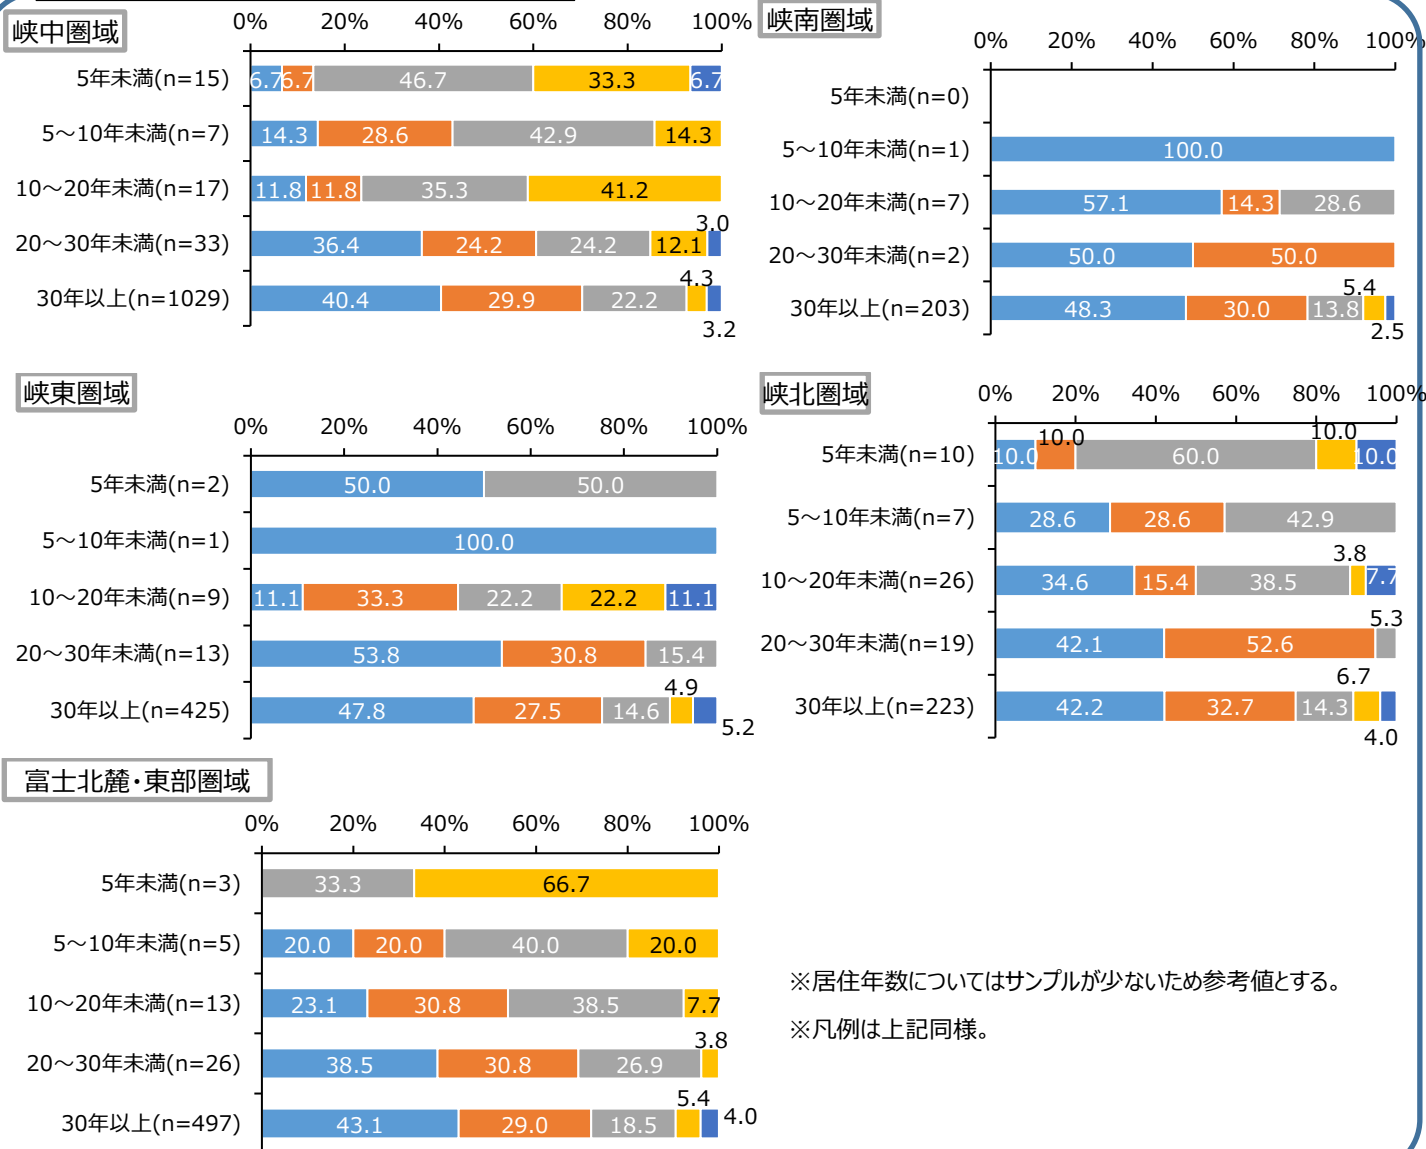 峡中圏域
0% 20% 40% 60% 80% 100%
5年未満(n=15) 6.7 6.7 46.7 33.3 6.7
5～10年未満(n=7) 14.3 28.6 42.9 14.3
10～20年未満(n=17) 11.8 11.8 35.3 41.2
20～30年未満(n=33) 36.4 24.2 24.2 12.1 3.0
30年以上(n=1029) 40.4 29.9 22.2 4.3 3.2
峡南圏域
0% 20% 40% 60% 80% 100%
5年未満(n=0)
5～10年未満(n=1) 100.0
10～20年未満(n=7) 57.1 14.3 28.6
20～30年未満(n=2) 50.0 50.0
30年以上(n=203) 48.3 30.0 13.8 5.4 2.5
峡東圏域
0% 20% 40% 60% 80% 100%
5年未満(n=2) 50.0 50.0
5～10年未満(n=1) 100.0
10～20年未満(n=9) 11.1 33.3 22.2 22.2 11.1
20～30年未満(n=13) 53.8 30.8 15.4
30年以上(n=425) 47.8 27.5 14.6 4.9 5.2
峡北圏域
0% 20% 40% 60% 80% 100%
5年未満(n=10) 10.0 10.0 60.0 10.0 10.0
5～10年未満(n=7) 28.6 28.6 42.9
10～20年未満(n=26) 34.6 15.4 38.5 3.8 7.7
20～30年未満(n=19) 42.1 52.6 5.3
30年以上(n=223) 42.2 32.7 14.3 6.7 4.0
富士北麓・東部圏域
0% 20% 40% 60% 80% 100%
5年未満(n=3) 33.3 66.7
5～10年未満(n=5) 20.0 20.0 40.0 20.0
10～20年未満(n=13) 23.1 30.8 38.5 7.7
20～30年未満(n=26) 38.5 30.8 26.9 3.8
30年以上(n=497) 43.1 29.0 18.5 5.4 4.0
※居住年数についてはサンプルが少ないため参考値とする。
※凡例は上記同様。